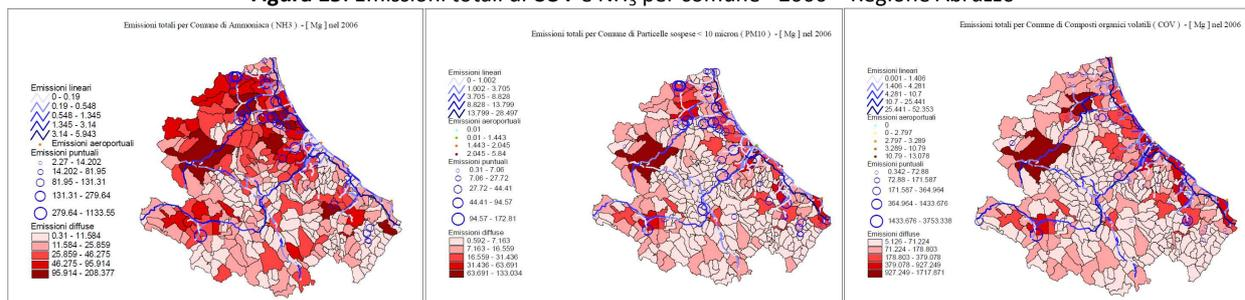 Figura 15: Emissioni totali di COV e NH3 per comune - 2006 – Regione Abruzzo
Emissioni totali per Comune di Ammoniaca ( NH3 ) - [ Mg ] nel 2006
Emissioni lineari
0 - 0.19
0.19 - 0.548
0.548 - 1.345
1.345 - 3.14
3.14 - 5.943
Emissioni aeroportuali
Emissioni puntuali
2.27 - 14.202
14.202 - 81.95
81.95 - 131.31
131.31 - 279.64
279.64 - 1133.55
Emissioni diffuse
0.31 - 11.584
11.584 - 25.859
25.859 - 46.275
46.275 - 95.914
95.914 - 208.377
Emissioni totali per Comune di Particelle sospese < 10 micron ( PM10 ) - [ Mg ] nel 2006
Emissioni lineari
0 - 1.002
1.002 - 3.705
3.705 - 8.828
8.828 - 13.799
13.799 - 28.497
Emissioni aeroportuali
0.01
0.01 - 1.443
1.443 - 2.045
2.045 - 5.84
Emissioni puntuali
0.31 - 7.06
7.06 - 27.72
27.72 - 44.41
44.41 - 94.57
94.57 - 172.81
Emissioni diffuse
0.592 - 7.163
7.163 - 16.559
16.559 - 31.436
31.436 - 63.691
63.691 - 133.034
Emissioni totali per Comune di Composti organici volatili ( COV ) - [ Mg ] nel 2006
Emissioni lineari
0.001 - 1.406
1.406 - 4.281
4.281 - 10.7
10.7 - 25.441
25.441 - 52.353
Emissioni aeroportuali
0
0 - 2.797
2.797 - 3.289
3.289 - 10.79
10.79 - 13.078
Emissioni puntuali
0.342 - 72.88
72.88 - 171.587
171.587 - 364.964
364.964 - 1433.676
1433.676 - 3753.338
Emissioni diffuse
5.126 - 71.224
71.224 - 178.803
178.803 - 379.078
379.078 - 927.249
927.249 - 1717.871